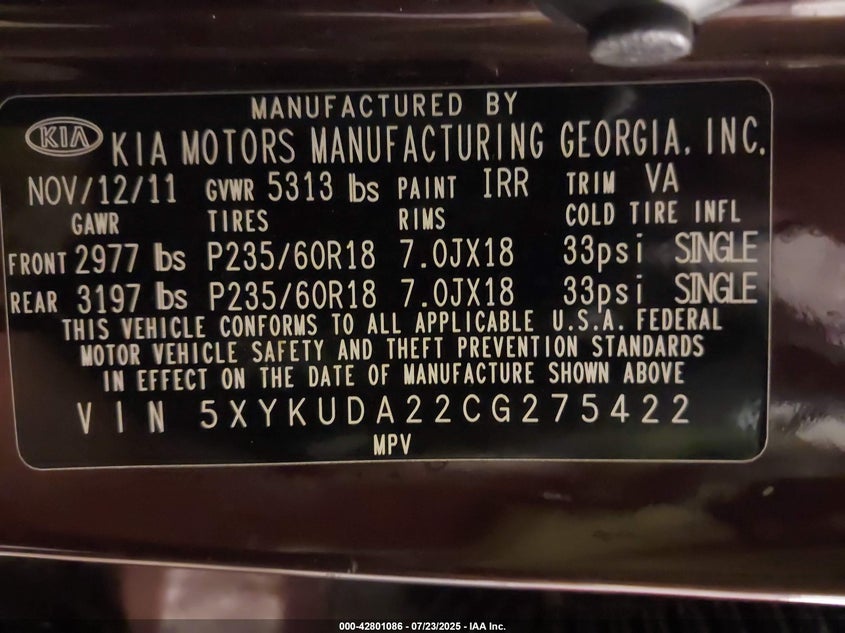 MANUFACTURED BY
KIA KIA MOTORS MANUFACTURING GEORGIA, INC.
NOV/12/11 GVWR 5313 lbs PAINT IRR TRIM VA
GAWR TIRES RIMS COLD TIRE INFL
FRONT 2977 lbs P235/60R18 7.0JX18 33psi SINGLE
REAR 3197 lbs P235/60R18 7.0JX18 33psi SINGLE
THIS VEHICLE CONFORMS TO ALL APPLICABLE U.S.A. FEDERAL
MOTOR VEHICLE SAFETY AND THEFT PREVENTION STANDARDS
IN EFFECT ON THE DATE OF MANUFACTURE SHOWN ABOVE
VIN 5XYKUDA22CG275422
MPV
000-42801086 - 07/23/2025 - IAA Inc.